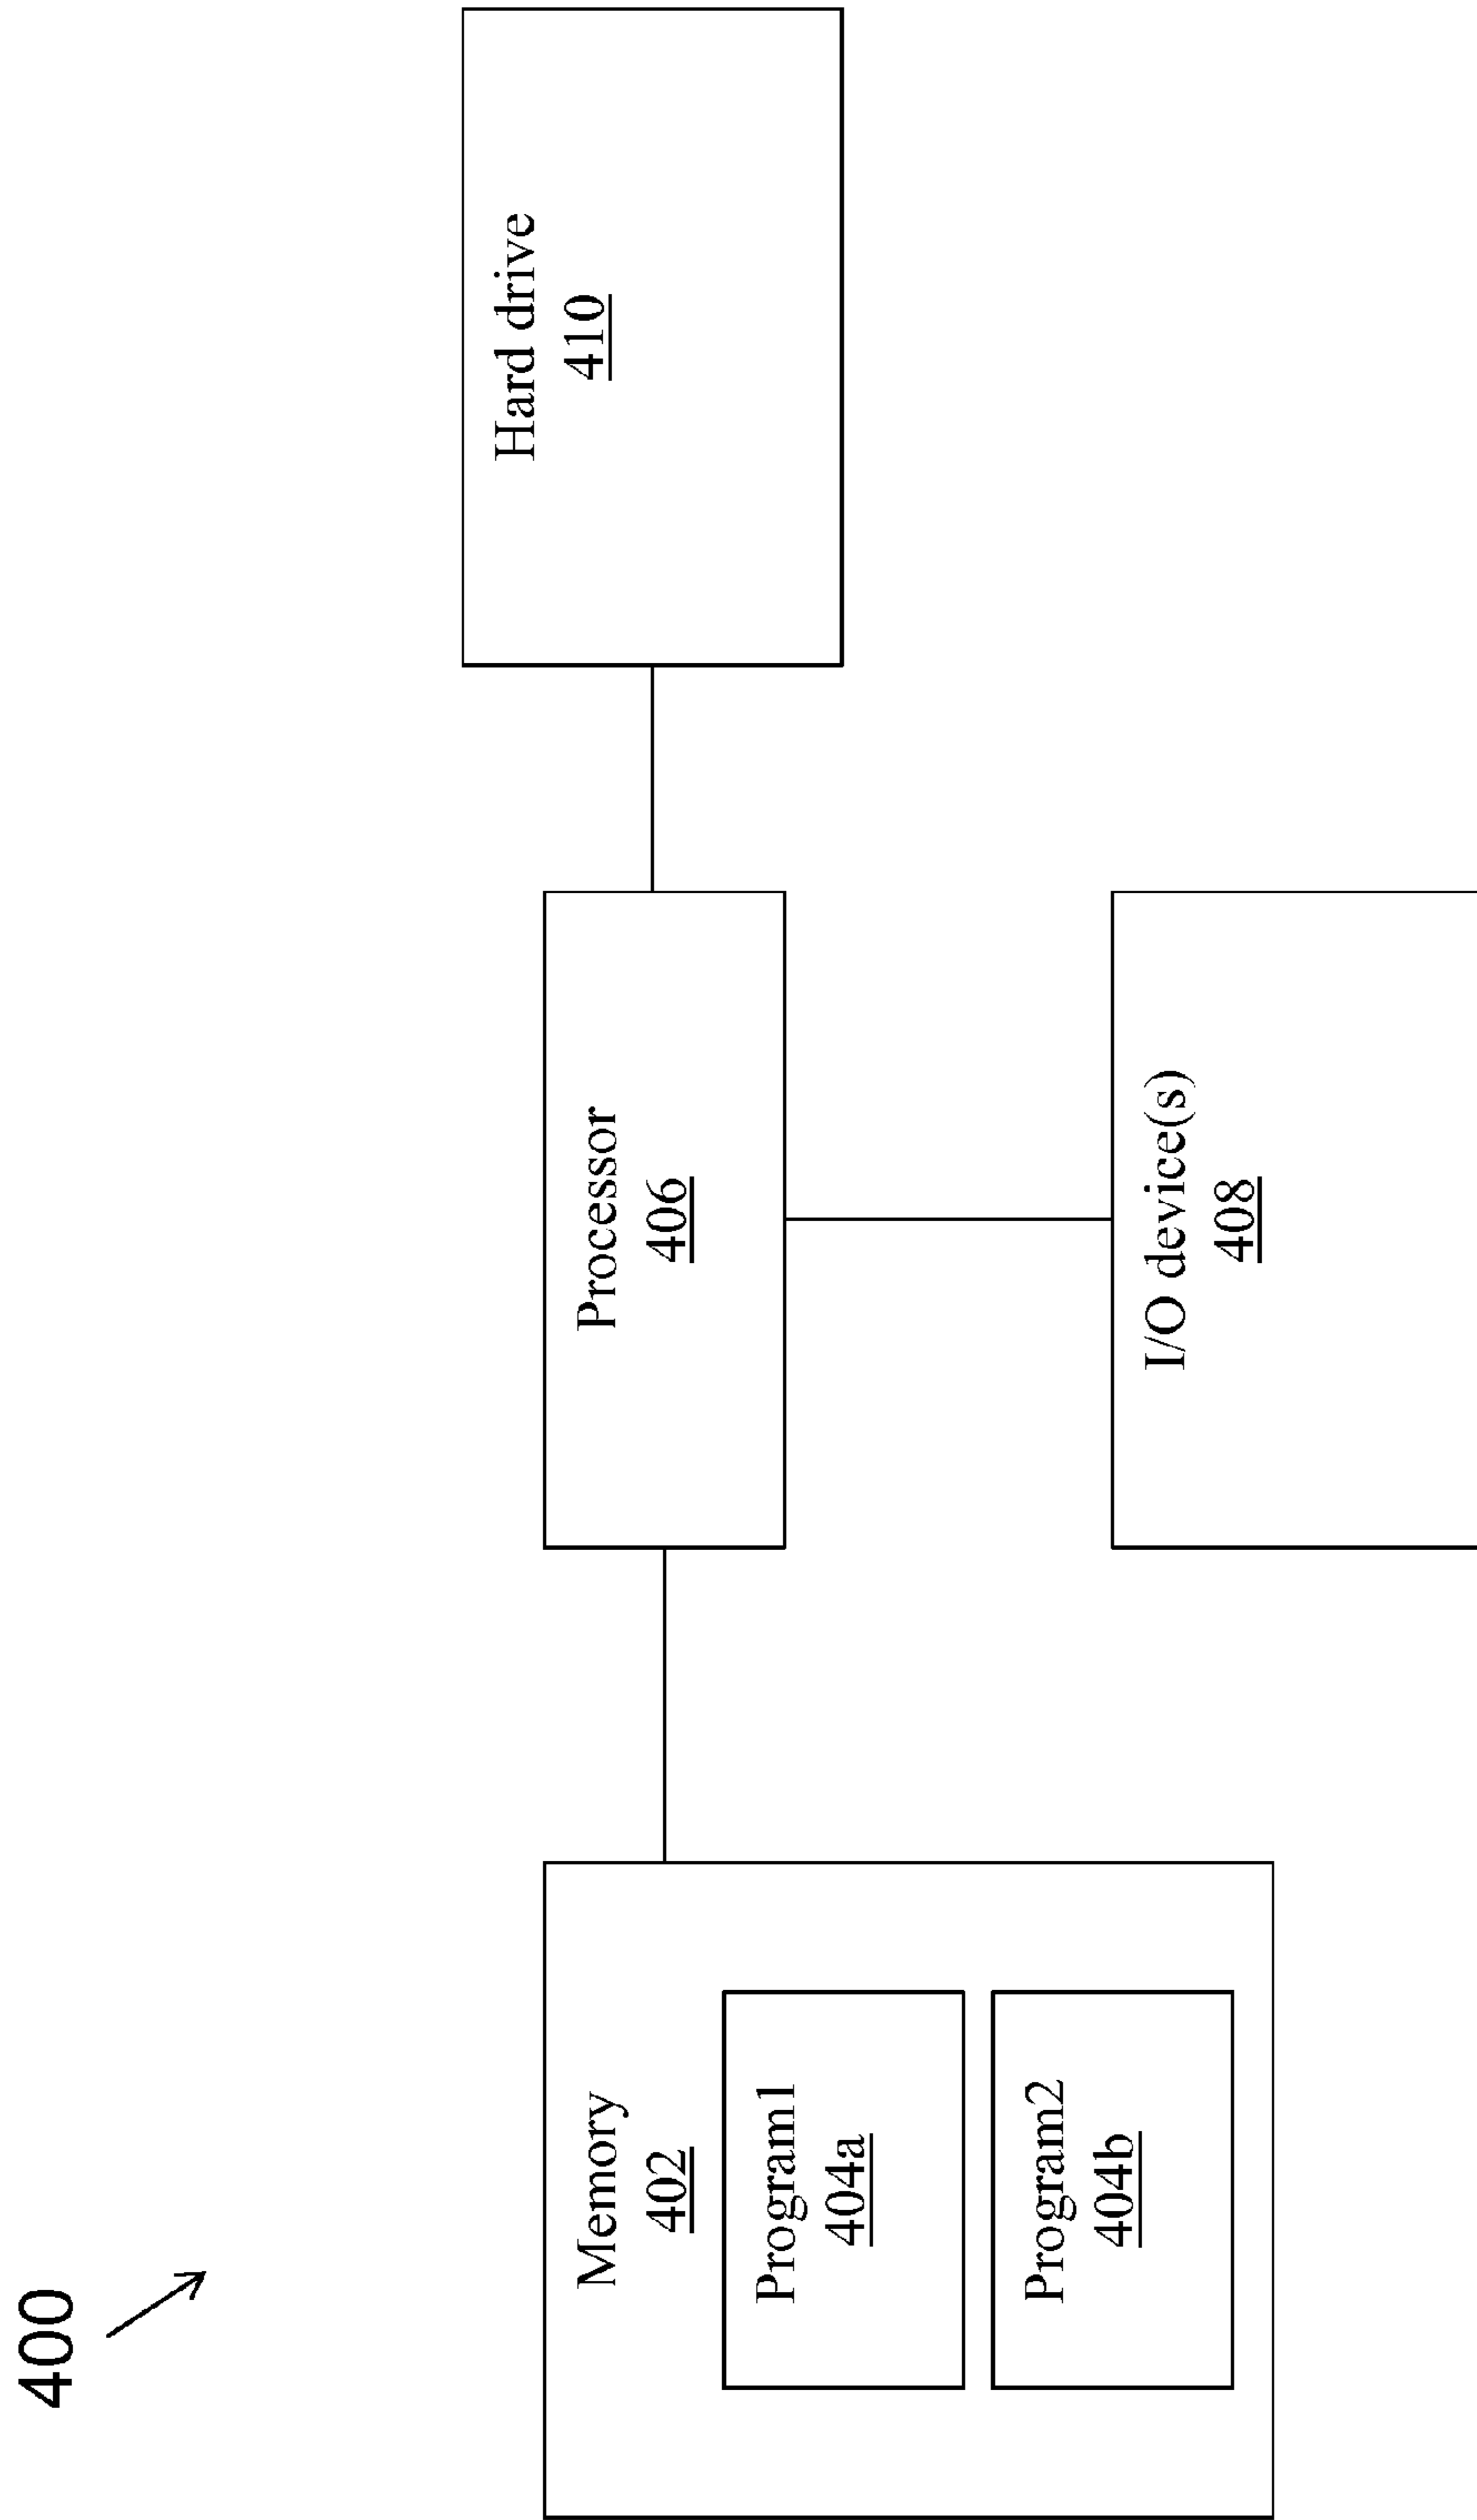 400
Memory
402
Program1
404a
Program2
404b
Processor
406
I/O device(s)
408
Hard drive
410